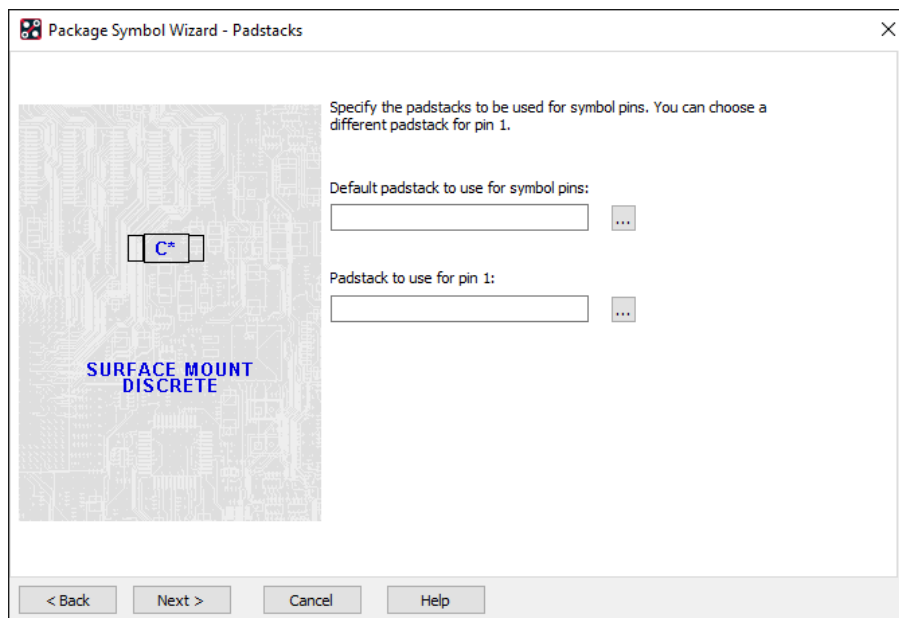 Package Symbol Wizard - Padstacks
Specify the padstacks to be used for symbol pins. You can choose a
different padstack for pin 1.
Default padstack to use for symbol pins:
...
C*
Padstack to use for pin 1:
...
SURFACE MOUNT
DISCRETE
< Back Next > Cancel Help